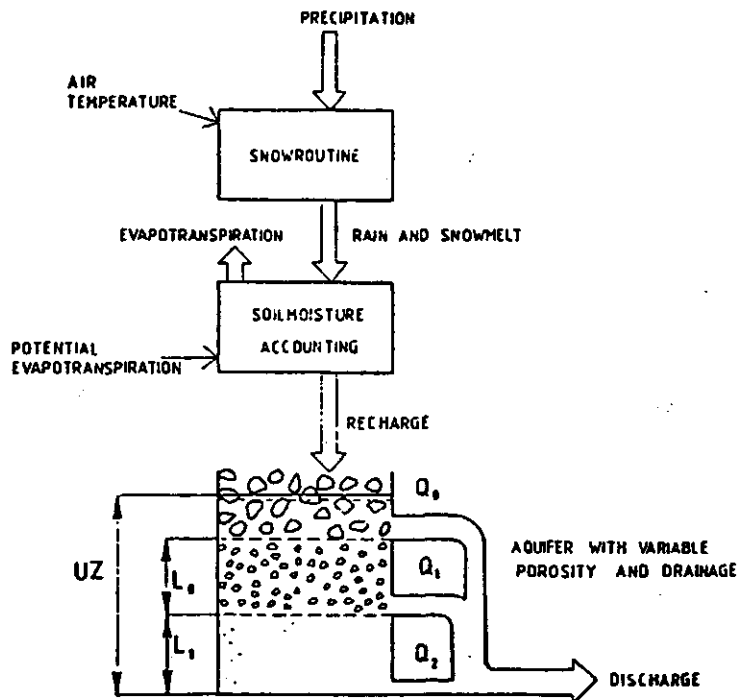 PRECIPITATION
AIR
TEMPERATURE
SNOWROUTINE
EVAPOTRANSPIRATION
RAIN AND SNOWMELT
SOILMOISTURE
ACCOUNTING
POTENTIAL
EVAPOTRANSPIRATION
RECHARGE
Q₀
UZ
L₀
Q₁
AQUIFER WITH VARIABLE
POROSITY AND DRAINAGE
L₁
Q₂
DISCHARGE